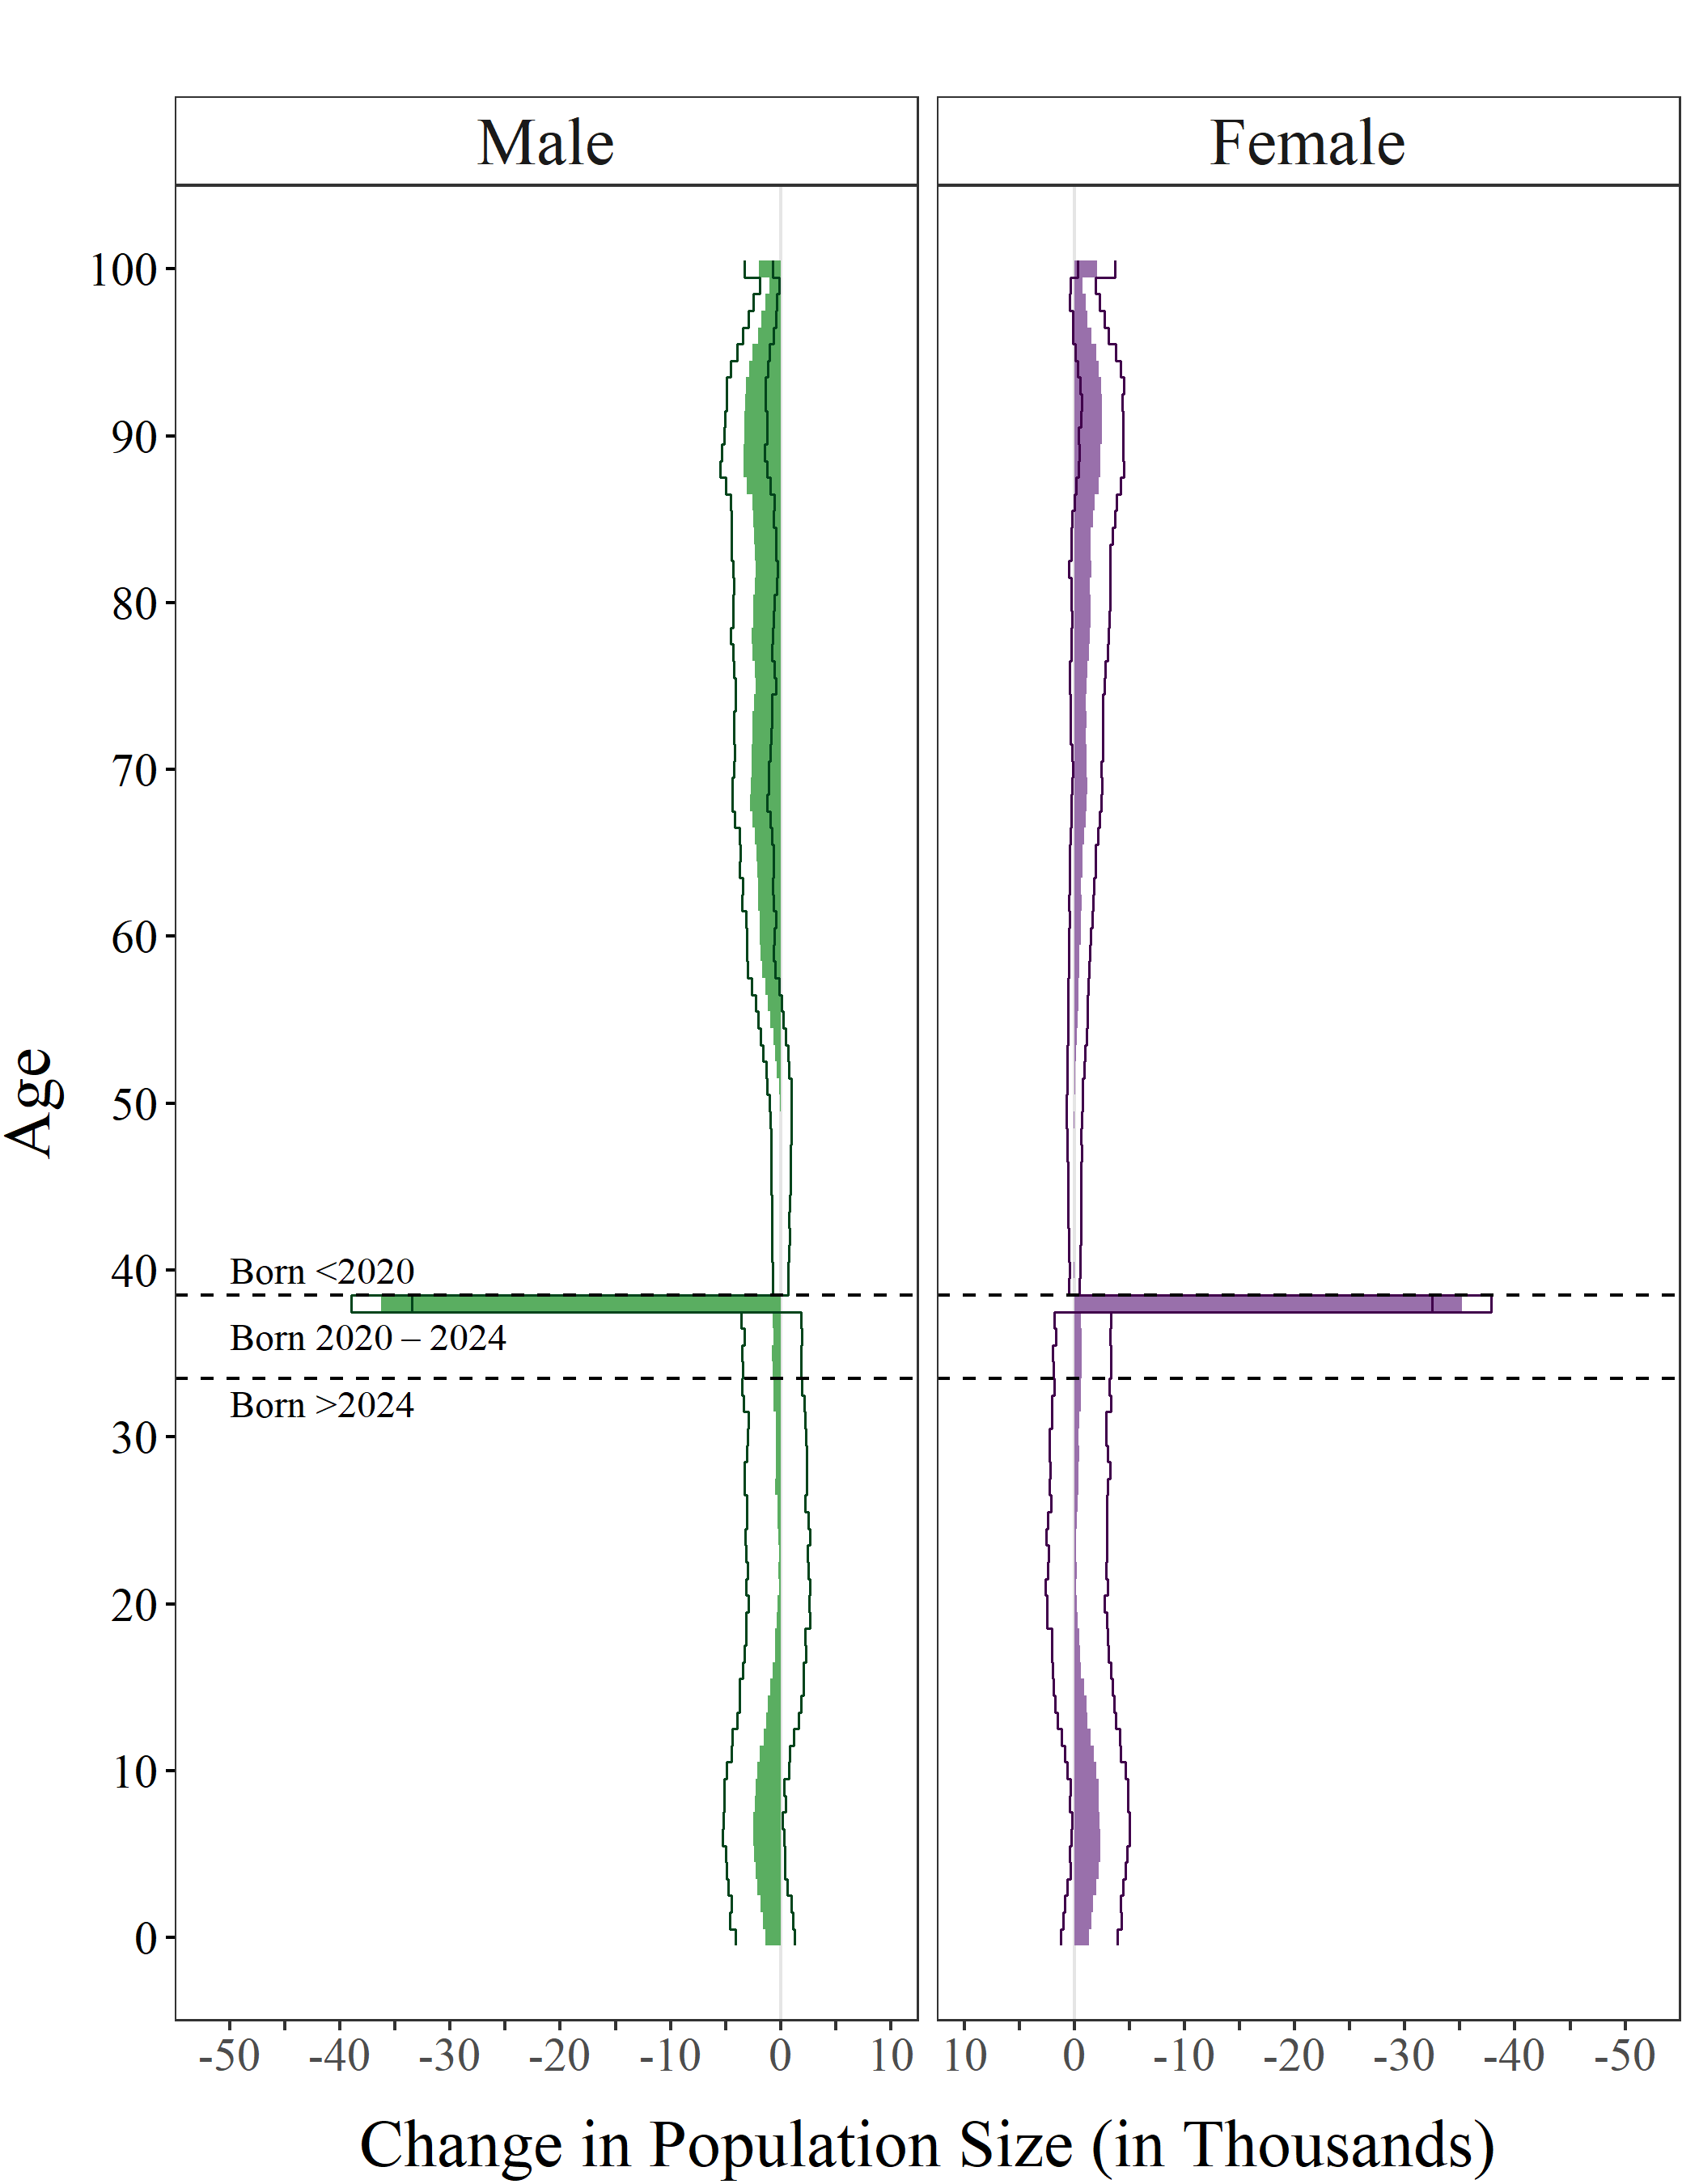 Male Female
100
90
80
70
60
50
40
30
20
10
0
Age
Born <2020
Born 2020 – 2024
Born >2024
-50 -40 -30 -20 -10 0 10 10 0 -10 -20 -30 -40 -50
Change in Population Size (in Thousands)